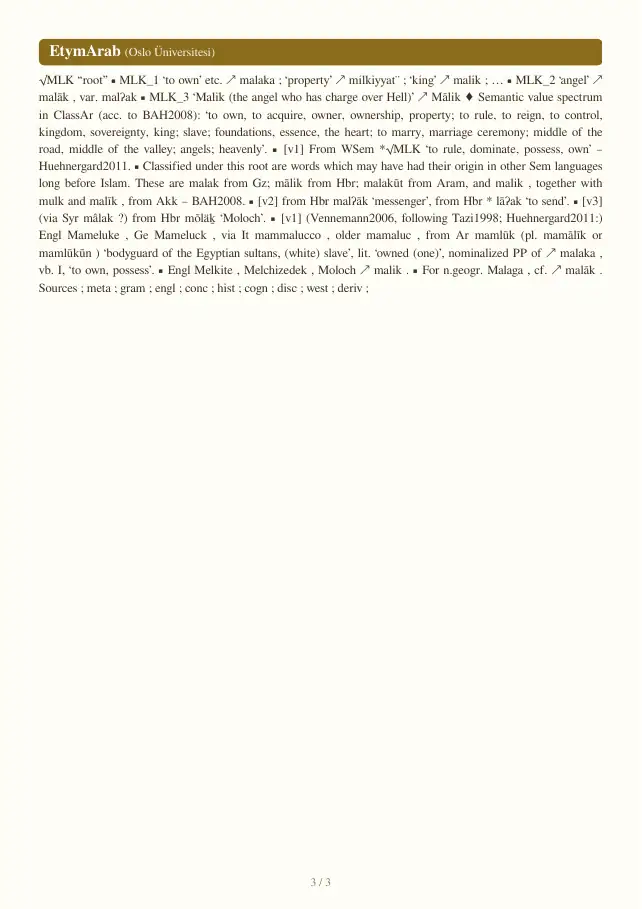 EtymArab (Oslo Üniversitesi)
√MLK “root” ▪ MLK_1 ‘to own’ etc. ↗ malaka ; ‘property’ ↗ milkiyyaẗ ; ‘king’ ↗ malik ; … ▪ MLK_2 ‘angel’ ↗
malāk , var. malʔak ▪ MLK_3 ‘Malik (the angel who has charge over Hell)’ ↗ Mālik ♦ Semantic value spectrum
in ClassAr (acc. to BAH2008): ‘to own, to acquire, owner, ownership, property; to rule, to reign, to control,
kingdom, sovereignty, king; slave; foundations, essence, the heart; to marry, marriage ceremony; middle of the
road, middle of the valley; angels; heavenly’. ▪ [v1] From WSem *√MLK ‘to rule, dominate, possess, own’ –
Huehnergard2011. ▪ Classified under this root are words which may have had their origin in other Sem languages
long before Islam. These are malak from Gz; mālik from Hbr; malakūt from Aram, and malik , together with
mulk and malīk , from Akk – BAH2008. ▪ [v2] from Hbr malʔāk ‘messenger’, from Hbr * lāʔak ‘to send’. ▪ [v3]
(via Syr mâlak ?) from Hbr mōläḵ ‘Moloch’. ▪ [v1] (Vennemann2006, following Tazi1998; Huehnergard2011:)
Engl Mameluke , Ge Mameluck , via It mammalucco , older mamaluc , from Ar mamlūk (pl. mamālīk or
mamlūkūn ) ‘bodyguard of the Egyptian sultans, (white) slave’, lit. ‘owned (one)’, nominalized PP of ↗ malaka ,
vb. I, ‘to own, possess’. ▪ Engl Melkite , Melchizedek , Moloch ↗ malik . ▪ For n.geogr. Malaga , cf. ↗ malāk .
Sources ; meta ; gram ; engl ; conc ; hist ; cogn ; disc ; west ; deriv ;
3 / 3